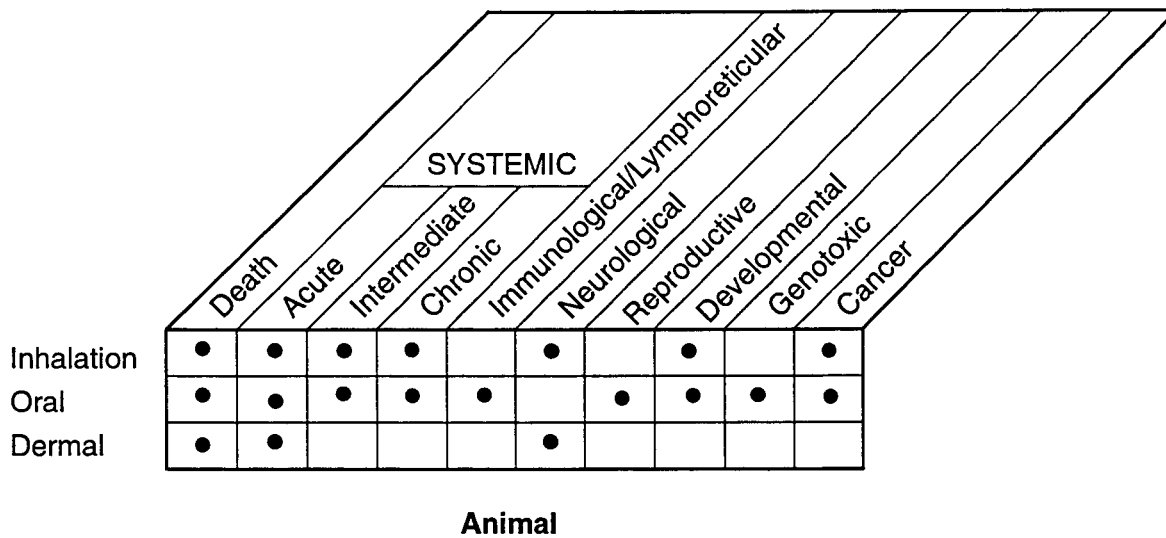 SYSTEMIC
Death
Acute
Intermediate
Chronic
Immunological/Lymphoreticular
Neurological
Reproductive
Developmental
Genotoxic
Cancer
Inhalation
Oral
Dermal
Animal